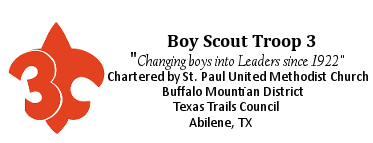 3
Boy Scout Troop 3
"Changing boys into Leaders since 1922"
Chartered by St. Paul United Methodist Church
Buffalo Mountian District
Texas Trails Council
Abilene, TX